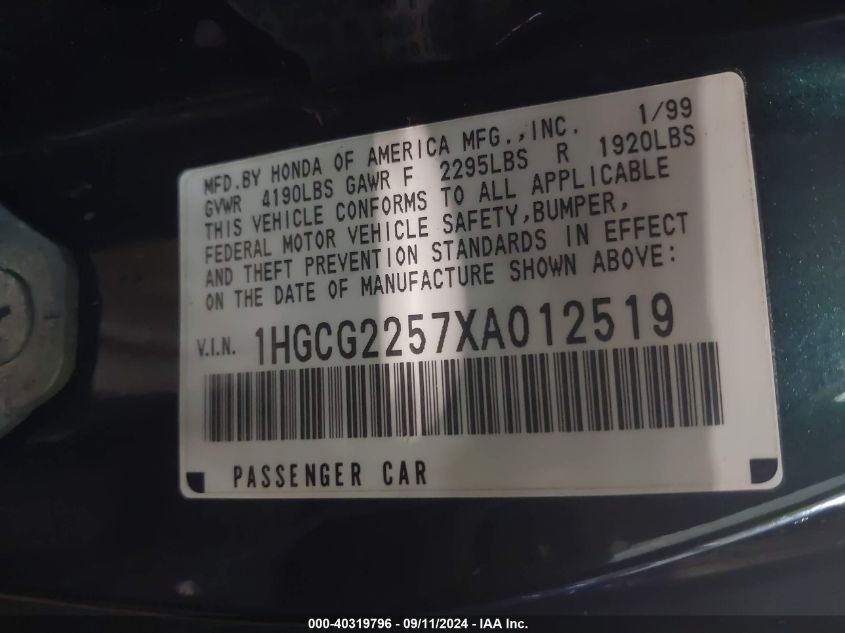 MFD.BY HONDA OF AMERICA MFG.,INC. 1/99
GVWR 4190LBS GAWR F 2295LBS R 1920LBS
THIS VEHICLE CONFORMS TO ALL APPLICABLE
FEDERAL MOTOR VEHICLE SAFETY,BUMPER,
AND THEFT PREVENTION STANDARDS IN EFFECT
ON THE DATE OF MANUFACTURE SHOWN ABOVE:
V.I.N. 1HGCG2257XA012519
PASSENGER CAR
000-40319796 - 09/11/2024 - IAA Inc.